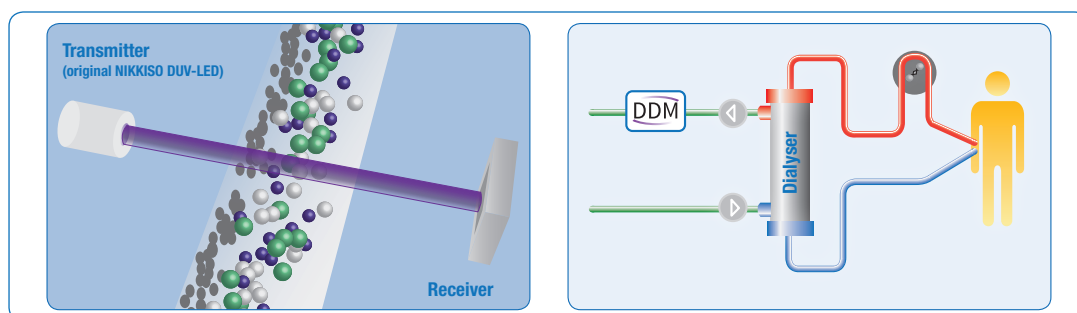 Transmitter
(original NIKKISO DUV-LED)
Receiver
DDM
Dialyser